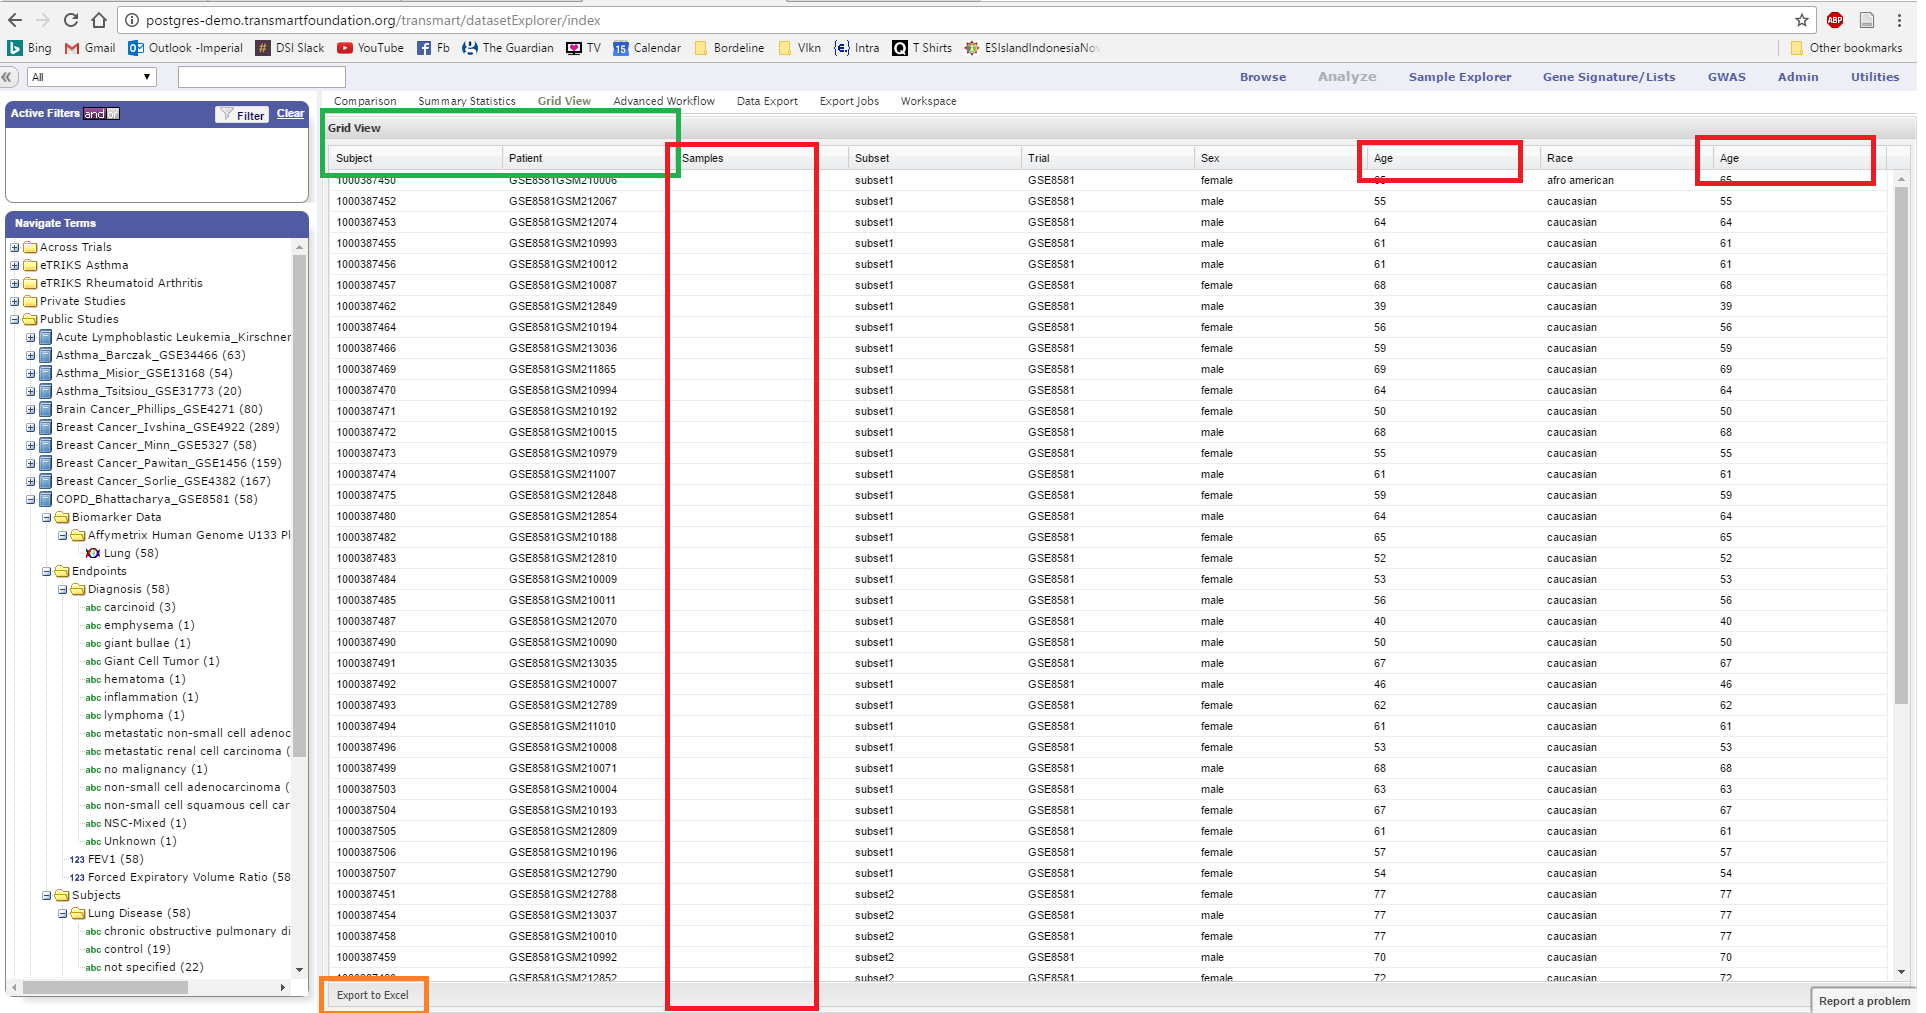 postgres-demo.transmartfoundation.org/transmart/datasetExplorer/index
ABP
Bing Gmail Outlook -Imperial DSI Slack YouTube Fb The Guardian TV 15 Calendar Bordeline Vlkn {e,} Intra Q T Shirts ESIslandIndonesiaNov Other bookmarks
All Browse Analyze Sample Explorer Gene Signature/Lists GWAS Admin Utilities
Comparison Summary Statistics Grid View Advanced Workflow Data Export Export Jobs Workspace
Active Filters and or Filter Clear
Navigate Terms
Across Trials
eTRIKS Asthma
eTRIKS Rheumatoid Arthritis
Private Studies
Public Studies
Acute Lymphoblastic Leukemia_Kirschner
Asthma_Barczak_GSE34466 (63)
Asthma_Misior_GSE13168 (54)
Asthma_Tsitsiou_GSE31773 (20)
Brain Cancer_Phillips_GSE4271 (80)
Breast Cancer_Ivshina_GSE4922 (289)
Breast Cancer_Minn_GSE5327 (58)
Breast Cancer_Pawitan_GSE1456 (159)
Breast Cancer_Sorlie_GSE4382 (167)
COPD_Bhattacharya_GSE8581 (58)
Biomarker Data
Affymetrix Human Genome U133 Pl
Lung (58)
Endpoints
Diagnosis (58)
abc carcinoid (3)
abc emphysema (1)
abc giant bullae (1)
abc Giant Cell Tumor (1)
abc hematoma (1)
abc inflammation (1)
abc lymphoma (1)
abc metastatic non-small cell adenoc
abc metastatic renal cell carcinoma (
abc no malignancy (1)
abc non-small cell adenocarcinoma (
abc non-small cell squamous cell car
abc NSC-Mixed (1)
abc Unknown (1)
123 FEV1 (58)
123 Forced Expiratory Volume Ratio (58
Subjects
Lung Disease (58)
abc chronic obstructive pulmonary di
abc control (19)
abc not specified (22)
Grid View
Subject Patient Samples Subset Trial Sex Age Race Age
1000387450 GSE8581GSM210006 subset1 GSE8581 female 65 afro american 65
1000387452 GSE8581GSM212067 subset1 GSE8581 male 55 caucasian 55
1000387453 GSE8581GSM212074 subset1 GSE8581 male 64 caucasian 64
1000387455 GSE8581GSM210993 subset1 GSE8581 male 61 caucasian 61
1000387456 GSE8581GSM210012 subset1 GSE8581 male 61 caucasian 61
1000387457 GSE8581GSM210087 subset1 GSE8581 female 68 caucasian 68
1000387462 GSE8581GSM212849 subset1 GSE8581 male 39 caucasian 39
1000387464 GSE8581GSM210194 subset1 GSE8581 female 56 caucasian 56
1000387466 GSE8581GSM213036 subset1 GSE8581 female 59 caucasian 59
1000387469 GSE8581GSM211865 subset1 GSE8581 male 69 caucasian 69
1000387470 GSE8581GSM210994 subset1 GSE8581 female 64 caucasian 64
1000387471 GSE8581GSM210192 subset1 GSE8581 female 50 caucasian 50
1000387472 GSE8581GSM210015 subset1 GSE8581 male 68 caucasian 68
1000387473 GSE8581GSM210979 subset1 GSE8581 female 55 caucasian 55
1000387474 GSE8581GSM211007 subset1 GSE8581 male 61 caucasian 61
1000387475 GSE8581GSM212848 subset1 GSE8581 female 59 caucasian 59
1000387480 GSE8581GSM212854 subset1 GSE8581 male 64 caucasian 64
1000387482 GSE8581GSM210188 subset1 GSE8581 female 65 caucasian 65
1000387483 GSE8581GSM212810 subset1 GSE8581 female 52 caucasian 52
1000387484 GSE8581GSM210009 subset1 GSE8581 female 53 caucasian 53
1000387485 GSE8581GSM210011 subset1 GSE8581 male 56 caucasian 56
1000387487 GSE8581GSM212070 subset1 GSE8581 male 40 caucasian 40
1000387490 GSE8581GSM210090 subset1 GSE8581 male 50 caucasian 50
1000387491 GSE8581GSM213035 subset1 GSE8581 male 67 caucasian 67
1000387492 GSE8581GSM210007 subset1 GSE8581 male 46 caucasian 46
1000387493 GSE8581GSM212789 subset1 GSE8581 female 62 caucasian 62
1000387494 GSE8581GSM211010 subset1 GSE8581 female 61 caucasian 61
1000387496 GSE8581GSM210008 subset1 GSE8581 female 53 caucasian 53
1000387499 GSE8581GSM210071 subset1 GSE8581 male 68 caucasian 68
1000387503 GSE8581GSM210004 subset1 GSE8581 male 63 caucasian 63
1000387504 GSE8581GSM210193 subset1 GSE8581 female 67 caucasian 67
1000387505 GSE8581GSM212809 subset1 GSE8581 female 61 caucasian 61
1000387506 GSE8581GSM210196 subset1 GSE8581 female 57 caucasian 57
1000387507 GSE8581GSM212790 subset1 GSE8581 female 54 caucasian 54
1000387451 GSE8581GSM212788 subset2 GSE8581 female 77 caucasian 77
1000387454 GSE8581GSM213037 subset2 GSE8581 male 77 caucasian 77
1000387458 GSE8581GSM210010 subset2 GSE8581 female 77 caucasian 77
1000387459 GSE8581GSM210992 subset2 GSE8581 male 70 caucasian 70
GSE8581GSM212852 subset2 GSE8581 female 72 caucasian 72
Export to Excel
Report a problem